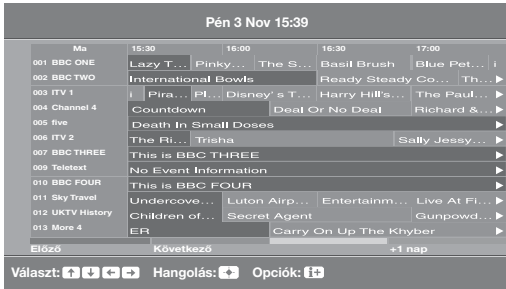 Pén 3 Nov 15:39
Ma 15:30 16:00 16:30 17:00
001 BBC ONE Lazy T... Pinky... The S... Basil Brush Blue Pet... i
002 BBC TWO International Bowls Ready Steady Co... Th...
003 ITV 1 i Pira... Pl... Disney's T... Harry Hill's... The Paul...
004 Channel 4 Countdown Deal Or No Deal Richard &...
005 five Death In Small Doses
006 ITV 2 The Ri... Trisha Sally Jessy...
007 BBC THREE This is BBC THREE
009 Teletext No Event Information
010 BBC FOUR This is BBC FOUR
011 Sky Travel Undercove... Luton Airp... Entertainm... Live At Fi...
012 UKTV History Children of... Secret Agent Gunpowd...
013 More 4 ER Carry On Up The Khyber
Előző Következő +1 nap
Választ: Hangolás: Opciók: i+